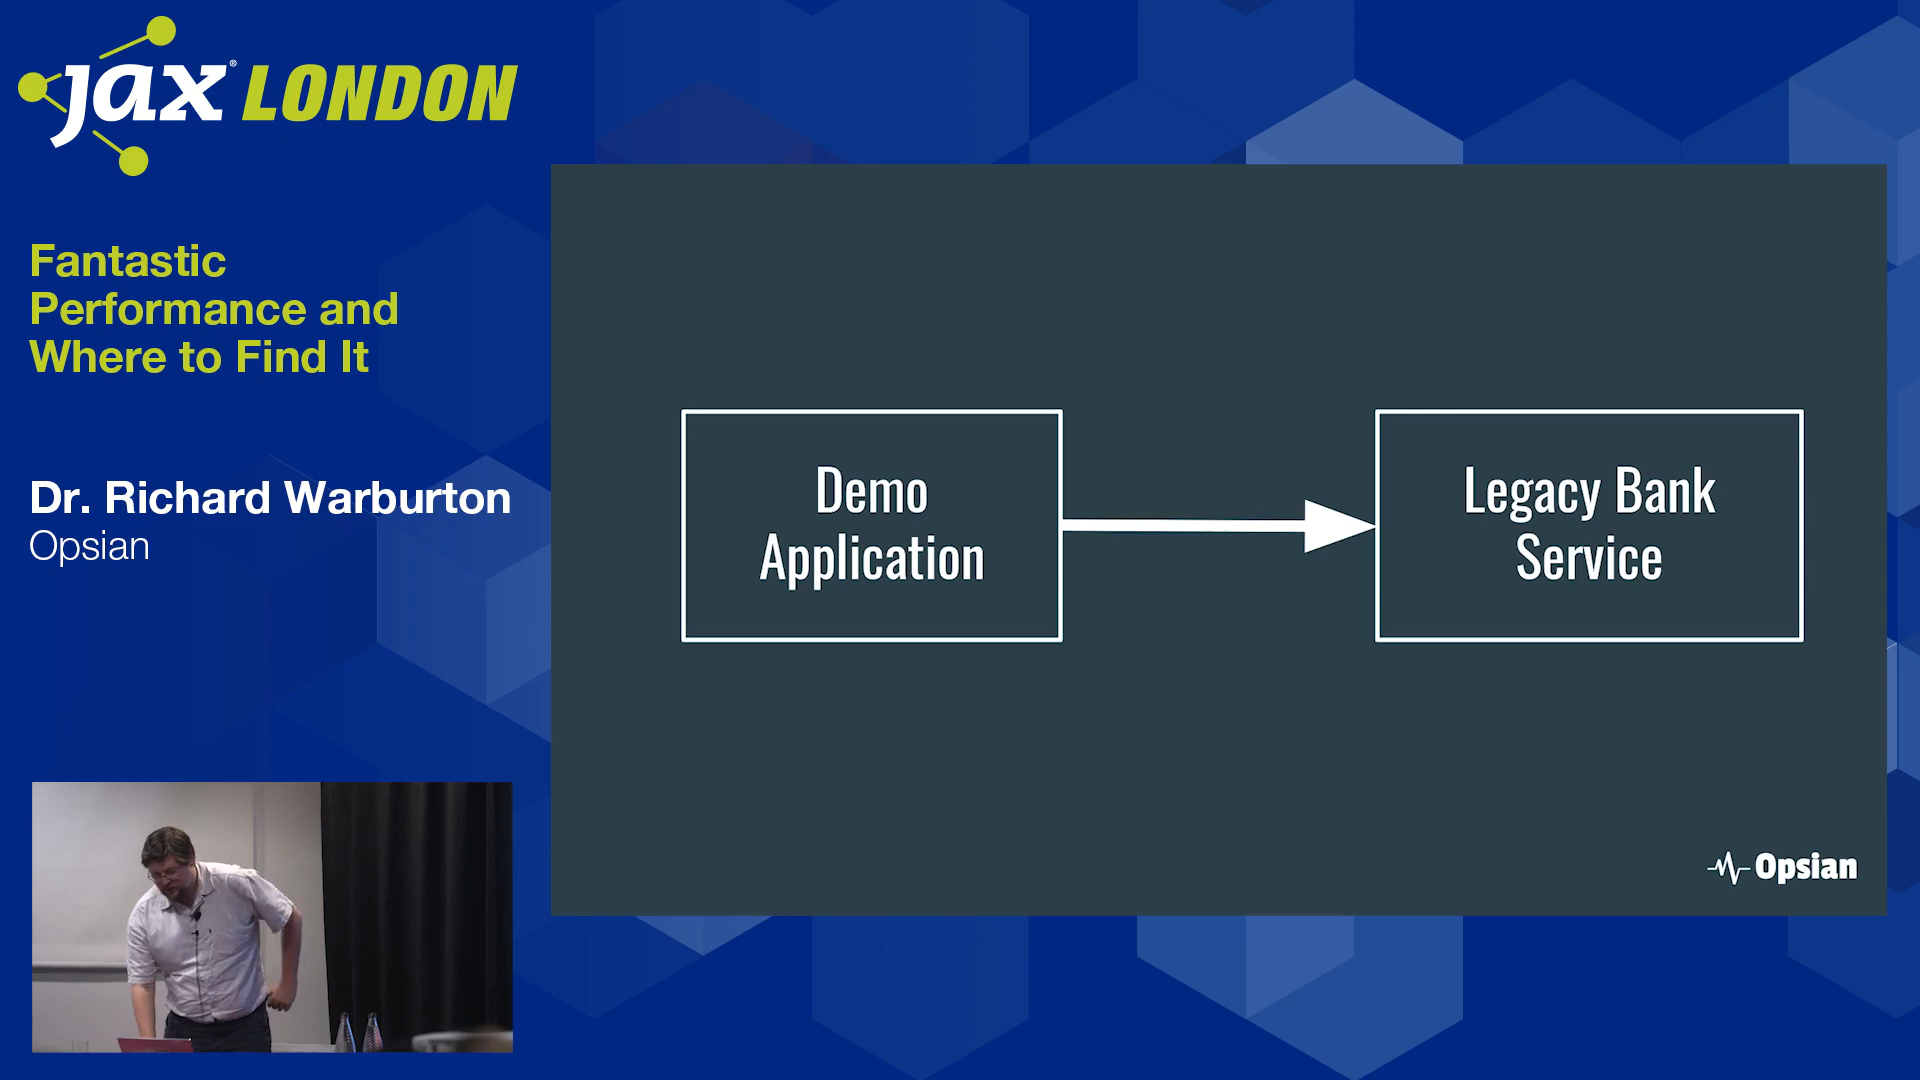 jax® LONDON
Fantastic
Performance and
Where to Find It
Dr. Richard Warburton
Opsian
Demo
Application
Legacy Bank
Service
Opsian